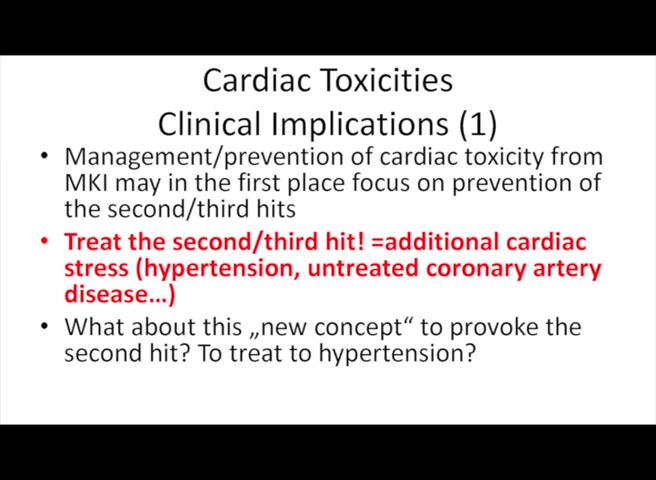 Cardiac Toxicities
Clinical Implications (1)
• Management/prevention of cardiac toxicity from
MKI may in the first place focus on prevention of
the second/third hits
• Treat the second/third hit! =additional cardiac
stress (hypertension, untreated coronary artery
disease...)
• What about this „new concept“ to provoke the
second hit? To treat to hypertension?